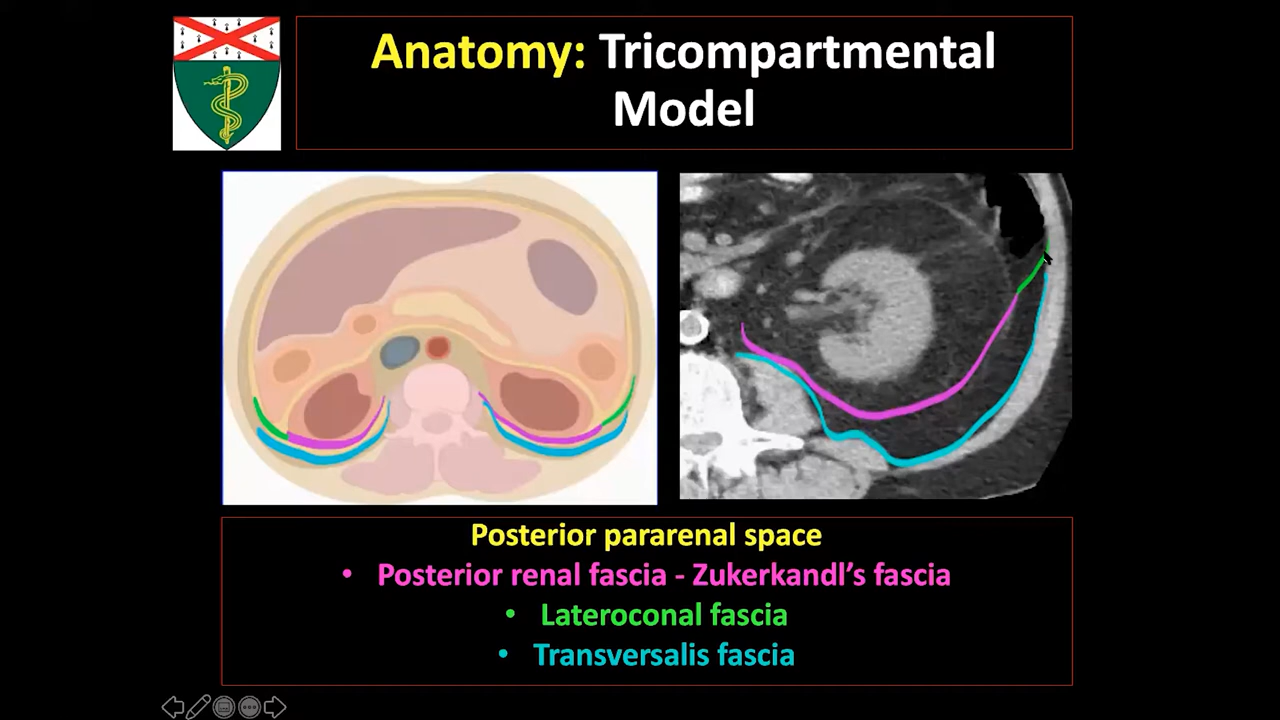 Anatomy: Tricompartmental
Model
Posterior pararenal space
• Posterior renal fascia - Zukerkandl’s fascia
• Lateroconal fascia
• Transversalis fascia